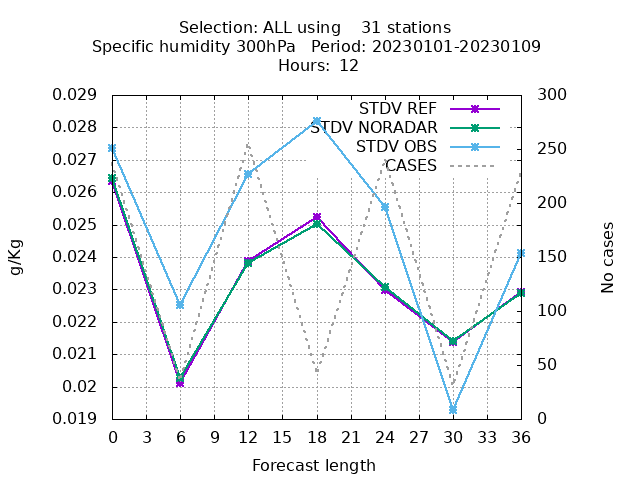 Selection: ALL using    31 stations
Specific humidity 300hPa   Period: 20230101-20230109
Hours: 12
STDV REF
STDV NORADAR
STDV OBS
CASES
g/Kg
0.029
0.028
0.027
0.026
0.025
0.024
0.023
0.022
0.021
0.02
0.019
300
250
200
150
100
50
0
No cases
0 3 6 9 12 15 18 21 24 27 30 33 36
Forecast length